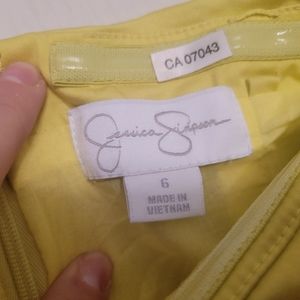 CA 07043
Jessica Simpson
6
MADE IN
VIETNAM